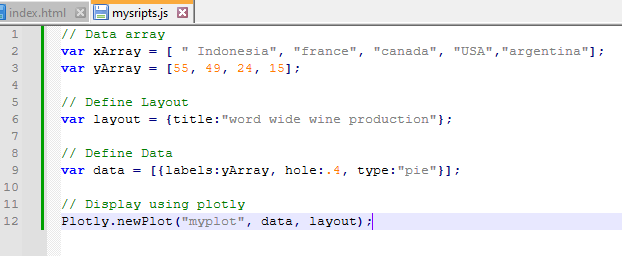 index.html mysripts.js
1 // Data array
2 var xArray = [ " Indonesia", "france", "canada", "USA","argentina"];
3 var yArray = [55, 49, 24, 15];
4
5 // Define Layout
6 var layout = {title:"word wide wine production"};
7
8 // Define Data
9 var data = [{labels:yArray, hole:.4, type:"pie"}];
10
11 // Display using plotly
12 Plotly.newPlot("myplot", data, layout);